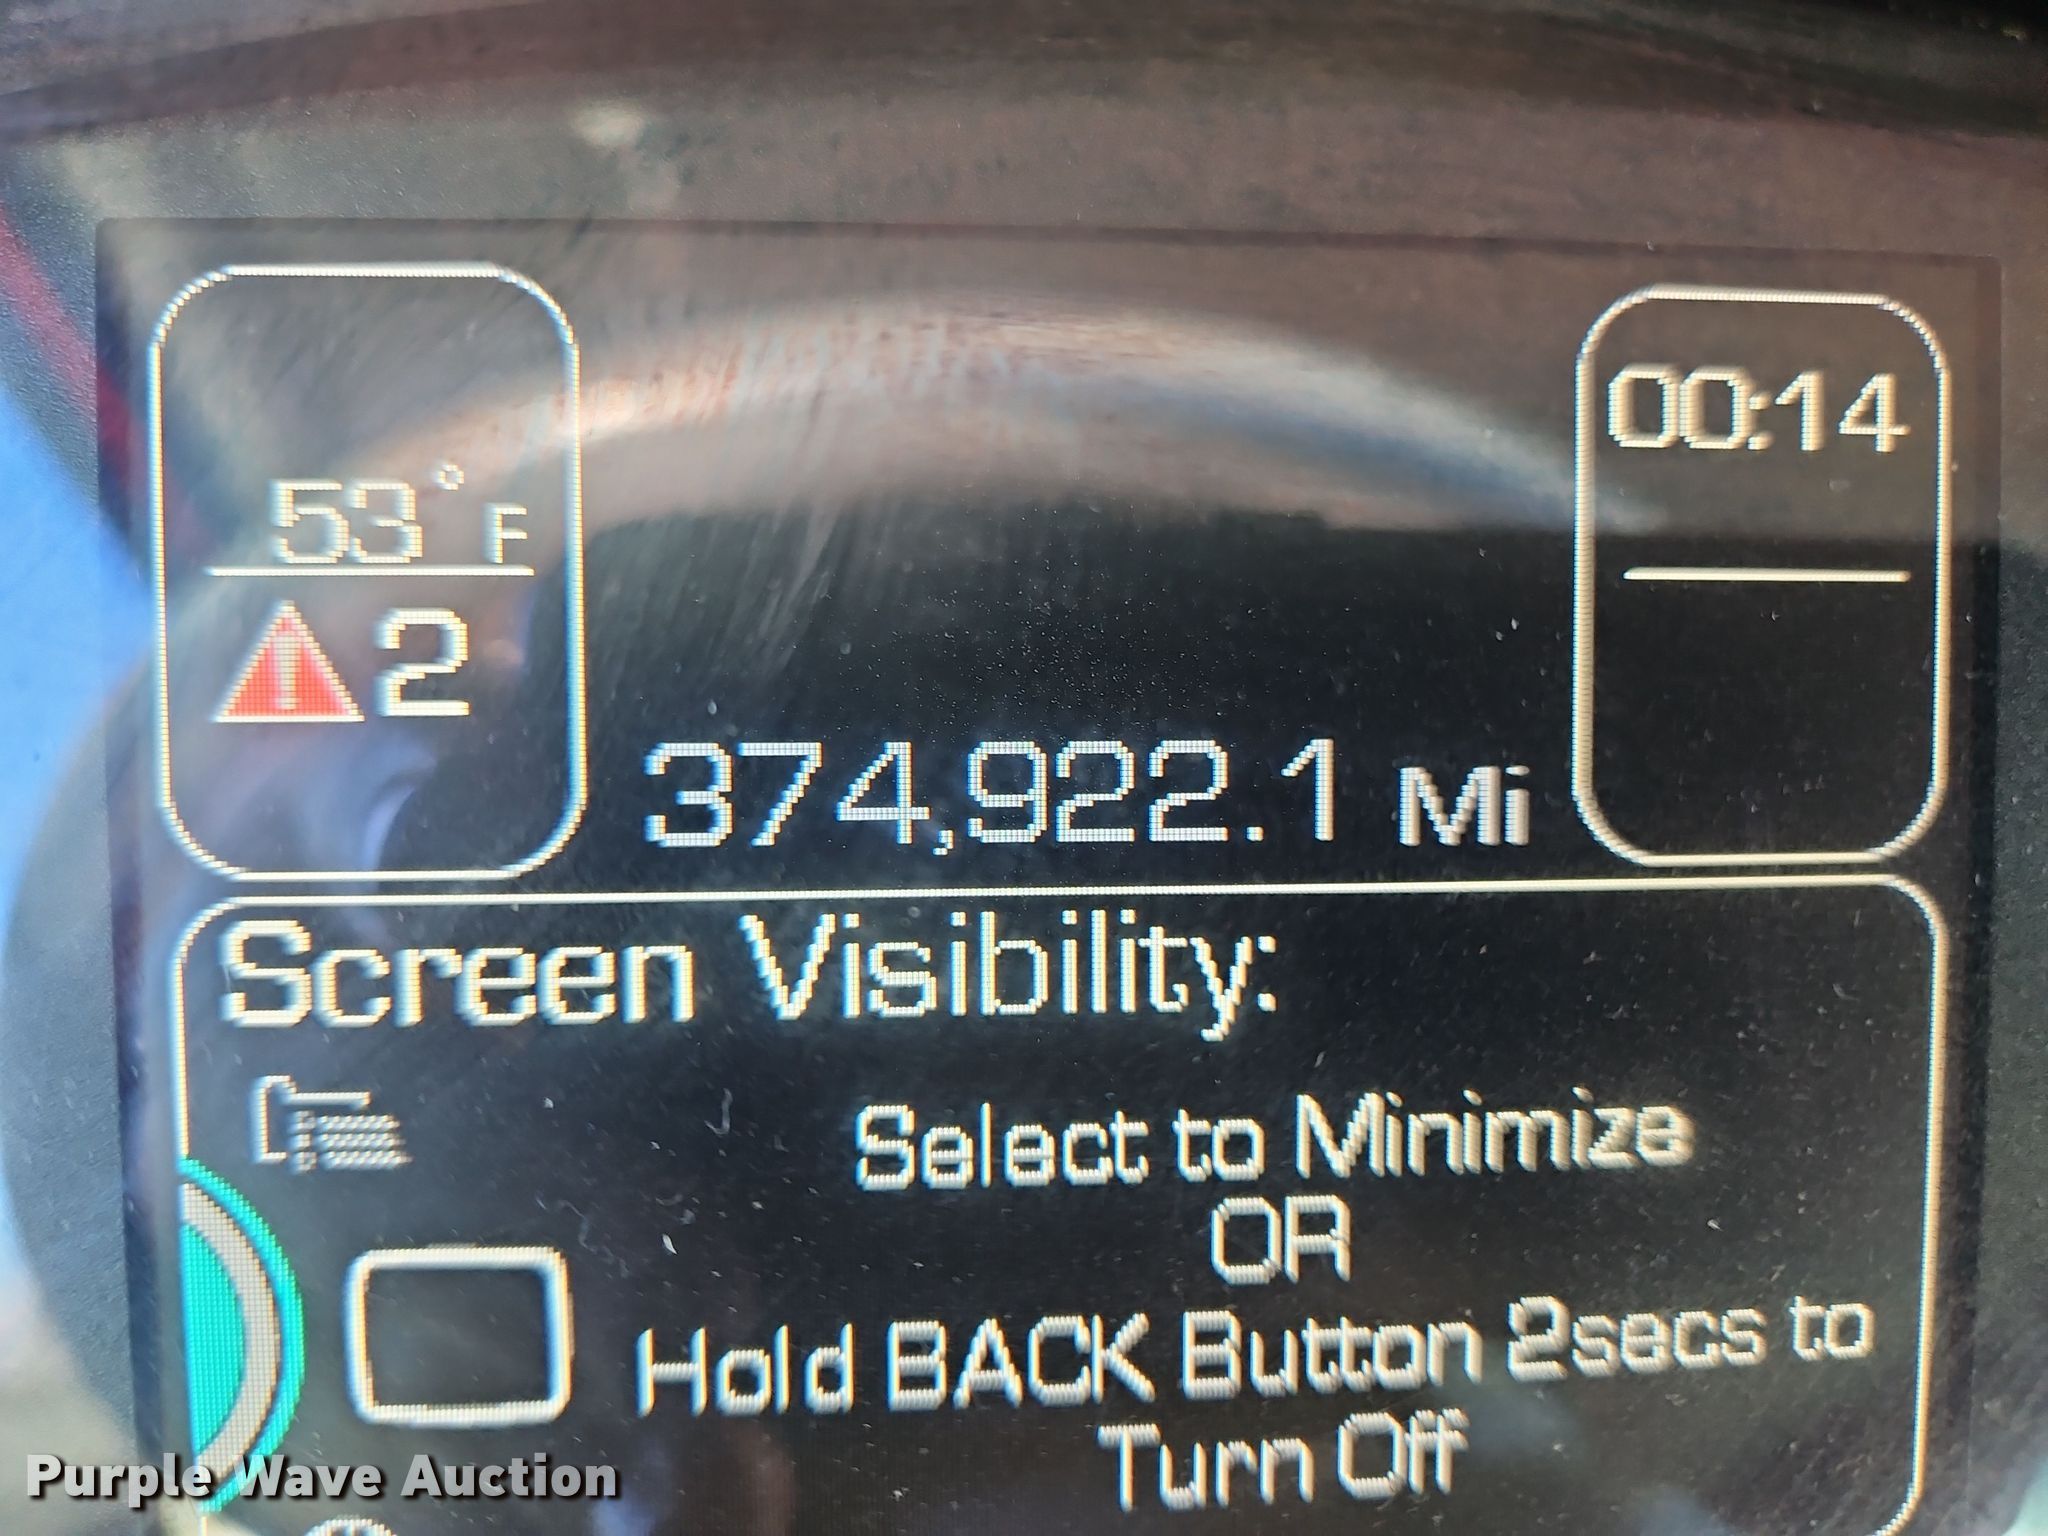 00:14
53°F
2
374,922.1 Mi
Screen Visibility:
Select to Minimize
OR
Hold BACK Button 2secs to
Turn Off
Purple Wave Auction